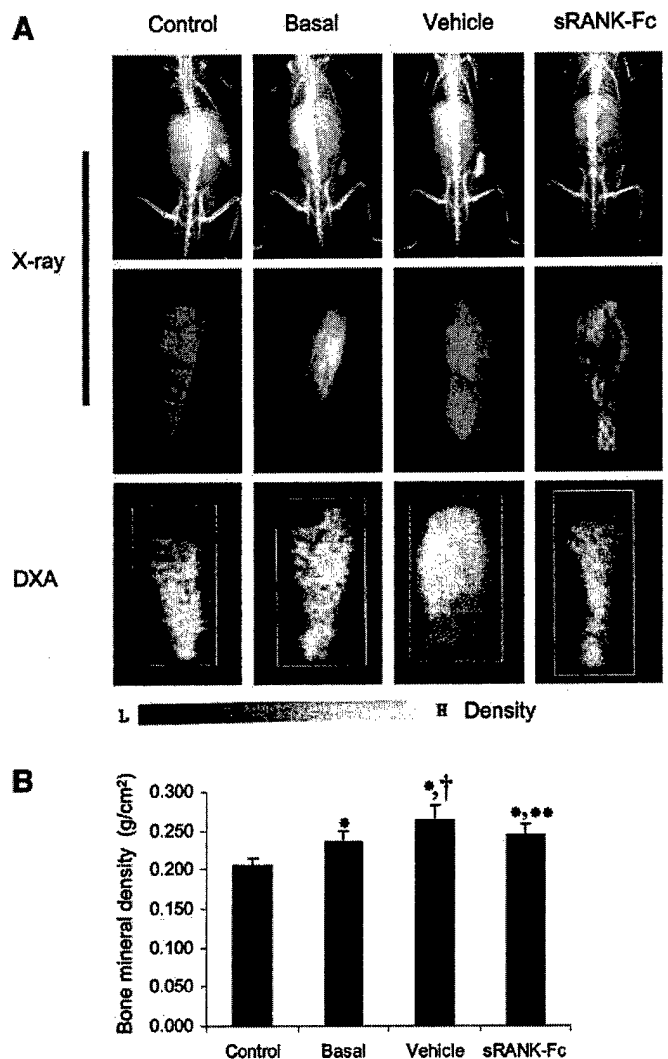 A
Control Basal Vehicle sRANK-Fc
X-ray
DXA
L H Density
B
Bone mineral density (g/cm²)
0.300
0.250
0.200
0.150
0.100
0.050
0.000
*
*,†
*,**
Control Basal Vehicle sRANK-Fc